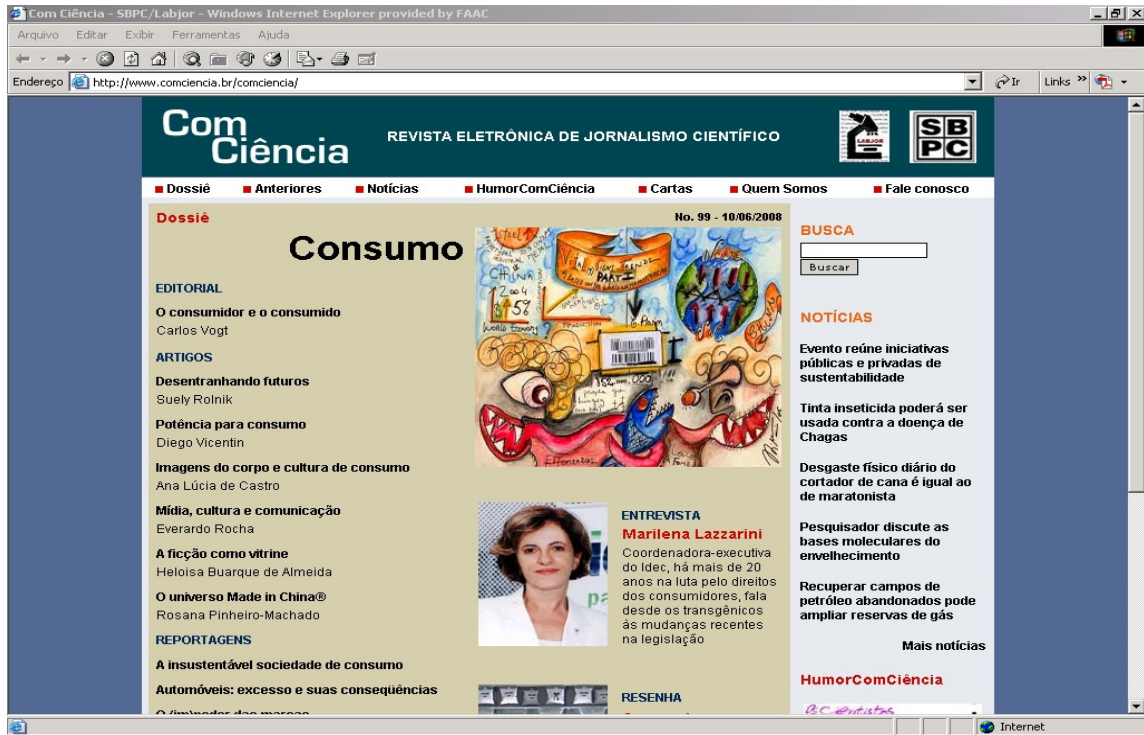 Com Ciência - SBPC/Labjor - Windows Internet Explorer provided by FAAC
Arquivo Editar Exibir Ferramentas Ajuda
Endereço http://www.comciencia.br/comciencia/ Ir Links »
Com
Ciência
REVISTA ELETRÔNICA DE JORNALISMO CIENTÍFICO
LABJOR
SB
PC
Dossiê Anteriores Notícias HumorComCiência Cartas Quem Somos Fale conosco
Dossiê
No. 99 - 10/06/2008
Consumo
EDITORIAL
O consumidor e o consumido
Carlos Vogt
ARTIGOS
Desentranhando futuros
Suely Rolnik
Potência para consumo
Diego Vicentin
Imagens do corpo e cultura de consumo
Ana Lúcia de Castro
Mídia, cultura e comunicação
Everardo Rocha
A ficção como vitrine
Heloisa Buarque de Almeida
O universo Made in China®
Rosana Pinheiro-Machado
REPORTAGENS
A insustentável sociedade de consumo
Automóveis: excesso e suas conseqüências
CHINA
2004
PART I
ENTREVISTA
Marilena Lazzarini
Coordenadora-executiva
do Idec, há mais de 20
anos na luta pelo direitos
dos consumidores, fala
desde os transgênicos
às mudanças recentes
na legislação
RESENHA
BUSCA
Buscar
NOTÍCIAS
Evento reúne iniciativas
públicas e privadas de
sustentabilidade
Tinta inseticida poderá ser
usada contra a doença de
Chagas
Desgaste físico diário do
cortador de cana é igual ao
de maratonista
Pesquisador discute as
bases moleculares do
envelhecimento
Recuperar campos de
petróleo abandonados pode
ampliar reservas de gás
Mais notícias
HumorComCiência
Internet